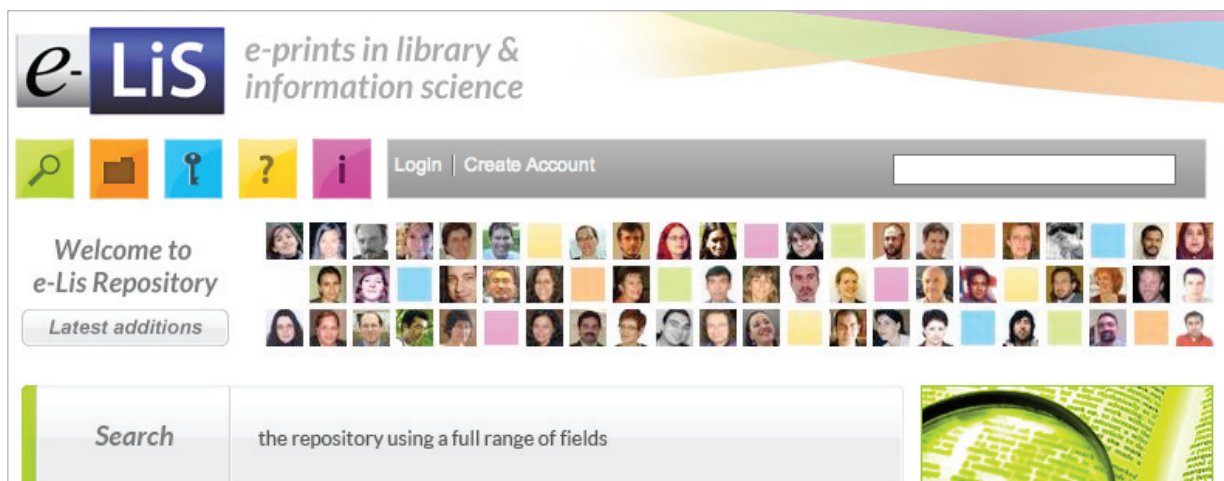 e-LiS
e-prints in library &
information science
?
i
Login | Create Account
Welcome to
e-Lis Repository
Latest additions
Search
the repository using a full range of fields